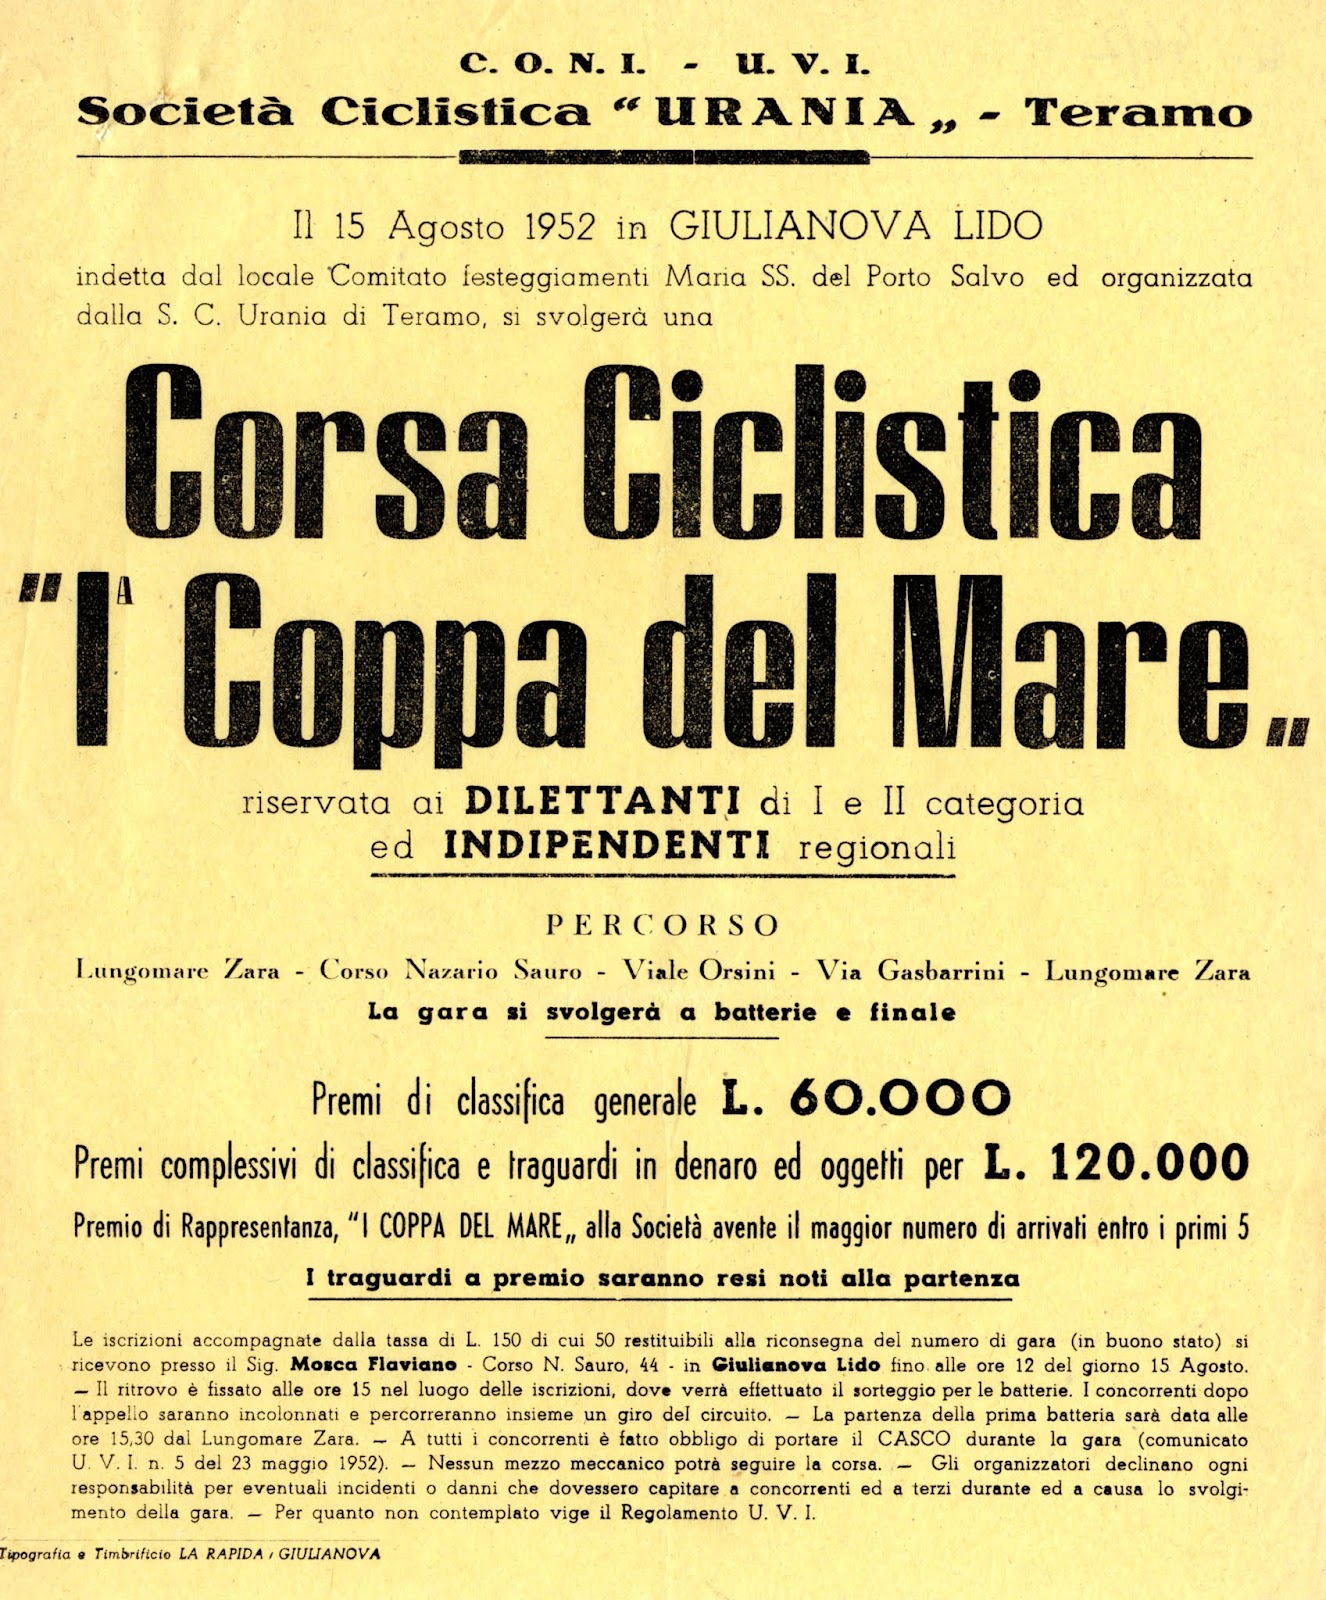 C. O. N. I. - U. V. I.
Società Ciclistica “URANIA„ - Teramo
Il 15 Agosto 1952 in GIULIANOVA LIDO
indetta dal locale Comitato festeggiamenti Maria SS. del Porto Salvo ed organizzata
dalla S. C. Urania di Teramo, si svolgerà una
Corsa Ciclistica
"Iᴬ Coppa del Mare„
riservata ai DILETTANTI di I e II categoria
ed INDIPENDENTI regionali
PERCORSO
Lungomare Zara - Corso Nazario Sauro - Viale Orsini - Via Gasbarrini - Lungomare Zara
La gara si svolgerà a batterie e finale
Premi di classifica generale L. 60.000
Premi complessivi di classifica e traguardi in denaro ed oggetti per L. 120.000
Premio di Rappresentanza, “I COPPA DEL MARE„ alla Società avente il maggior numero di arrivati entro i primi 5
I traguardi a premio saranno resi noti alla partenza
Le iscrizioni accompagnate dalla tassa di L. 150 di cui 50 restituibili alla riconsegna del numero di gara (in buono stato) si
ricevono presso il Sig. Mosca Flaviano - Corso N. Sauro, 44 - in Giulianova Lido fino alle ore 12 del giorno 15 Agosto.
— Il ritrovo è fissato alle ore 15 nel luogo delle iscrizioni, dove verrà effettuato il sorteggio per le batterie. I concorrenti dopo
l'appello saranno incolonnati e percorreranno insieme un giro del circuito. — La partenza della prima batteria sarà data alle
ore 15,30 dal Lungomare Zara. — A tutti i concorrenti è fatto obbligo di portare il CASCO durante la gara (comunicato
U. V. I. n. 5 del 23 maggio 1952). — Nessun mezzo meccanico potrà seguire la corsa. — Gli organizzatori declinano ogni
responsabilità per eventuali incidenti o danni che dovessero capitare a concorrenti ed a terzi durante ed a causa lo svolgi-
mento della gara. — Per quanto non contemplato vige il Regolamento U. V. I.
Tipografia e Timbrificio LA RAPIDA / GIULIANOVA